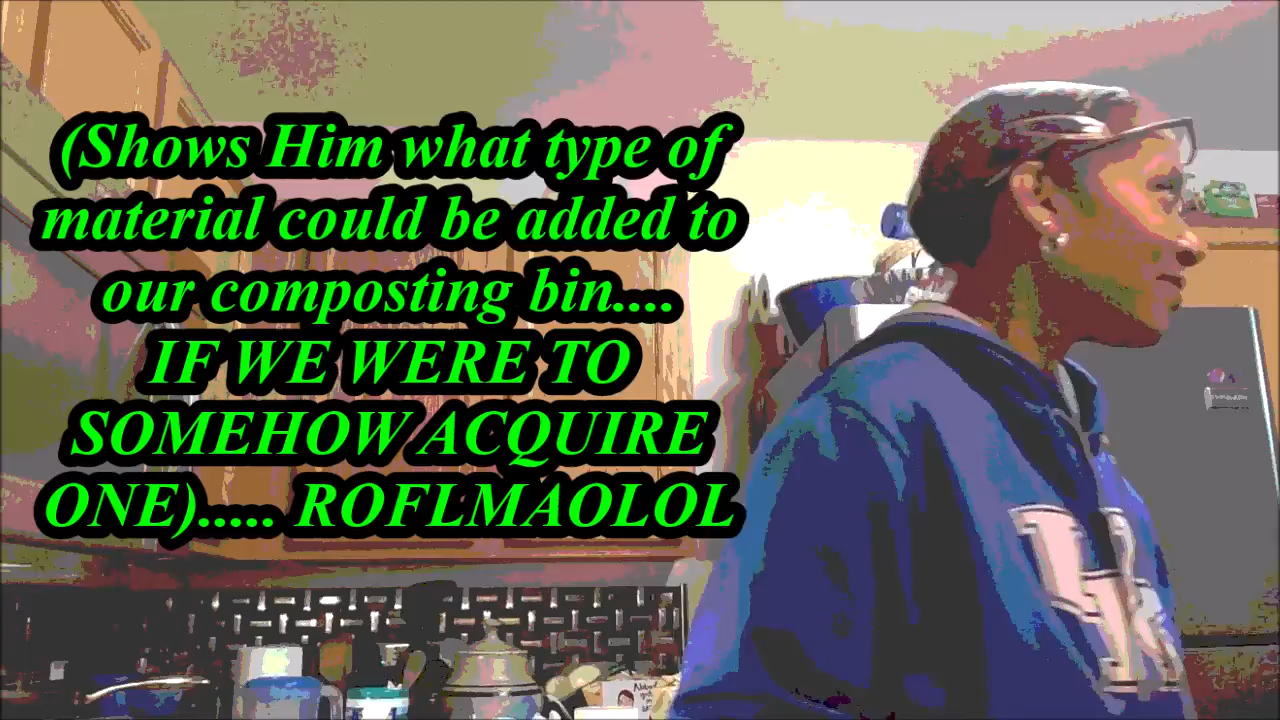 (Shows Him what type of
material could be added to
our composting bin....
IF WE WERE TO
SOMEHOW ACQUIRE
ONE)..... ROFLMAOLOL